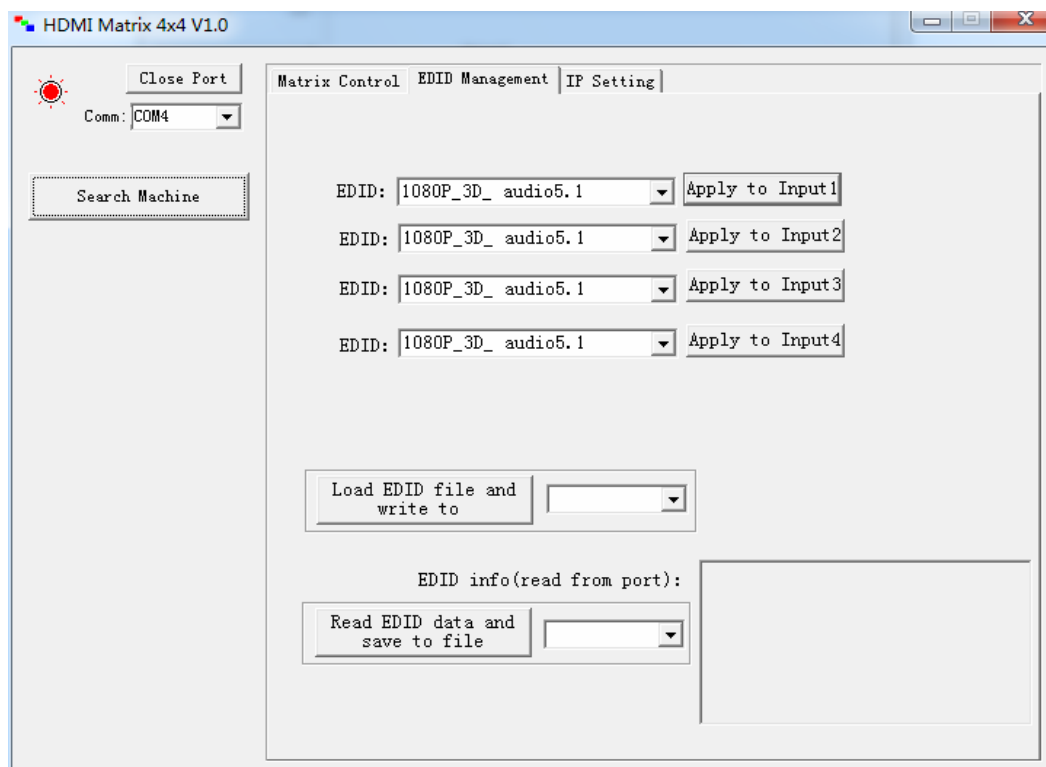 HDMI Matrix 4x4 V1.0
Close Port
Comm: COM4
Search Machine
Matrix Control EDID Management IP Setting
EDID: 1080P_3D_ audio5.1 Apply to Input1
EDID: 1080P_3D_ audio5.1 Apply to Input2
EDID: 1080P_3D_ audio5.1 Apply to Input3
EDID: 1080P_3D_ audio5.1 Apply to Input4
Load EDID file and
write to
EDID info(read from port):
Read EDID data and
save to file